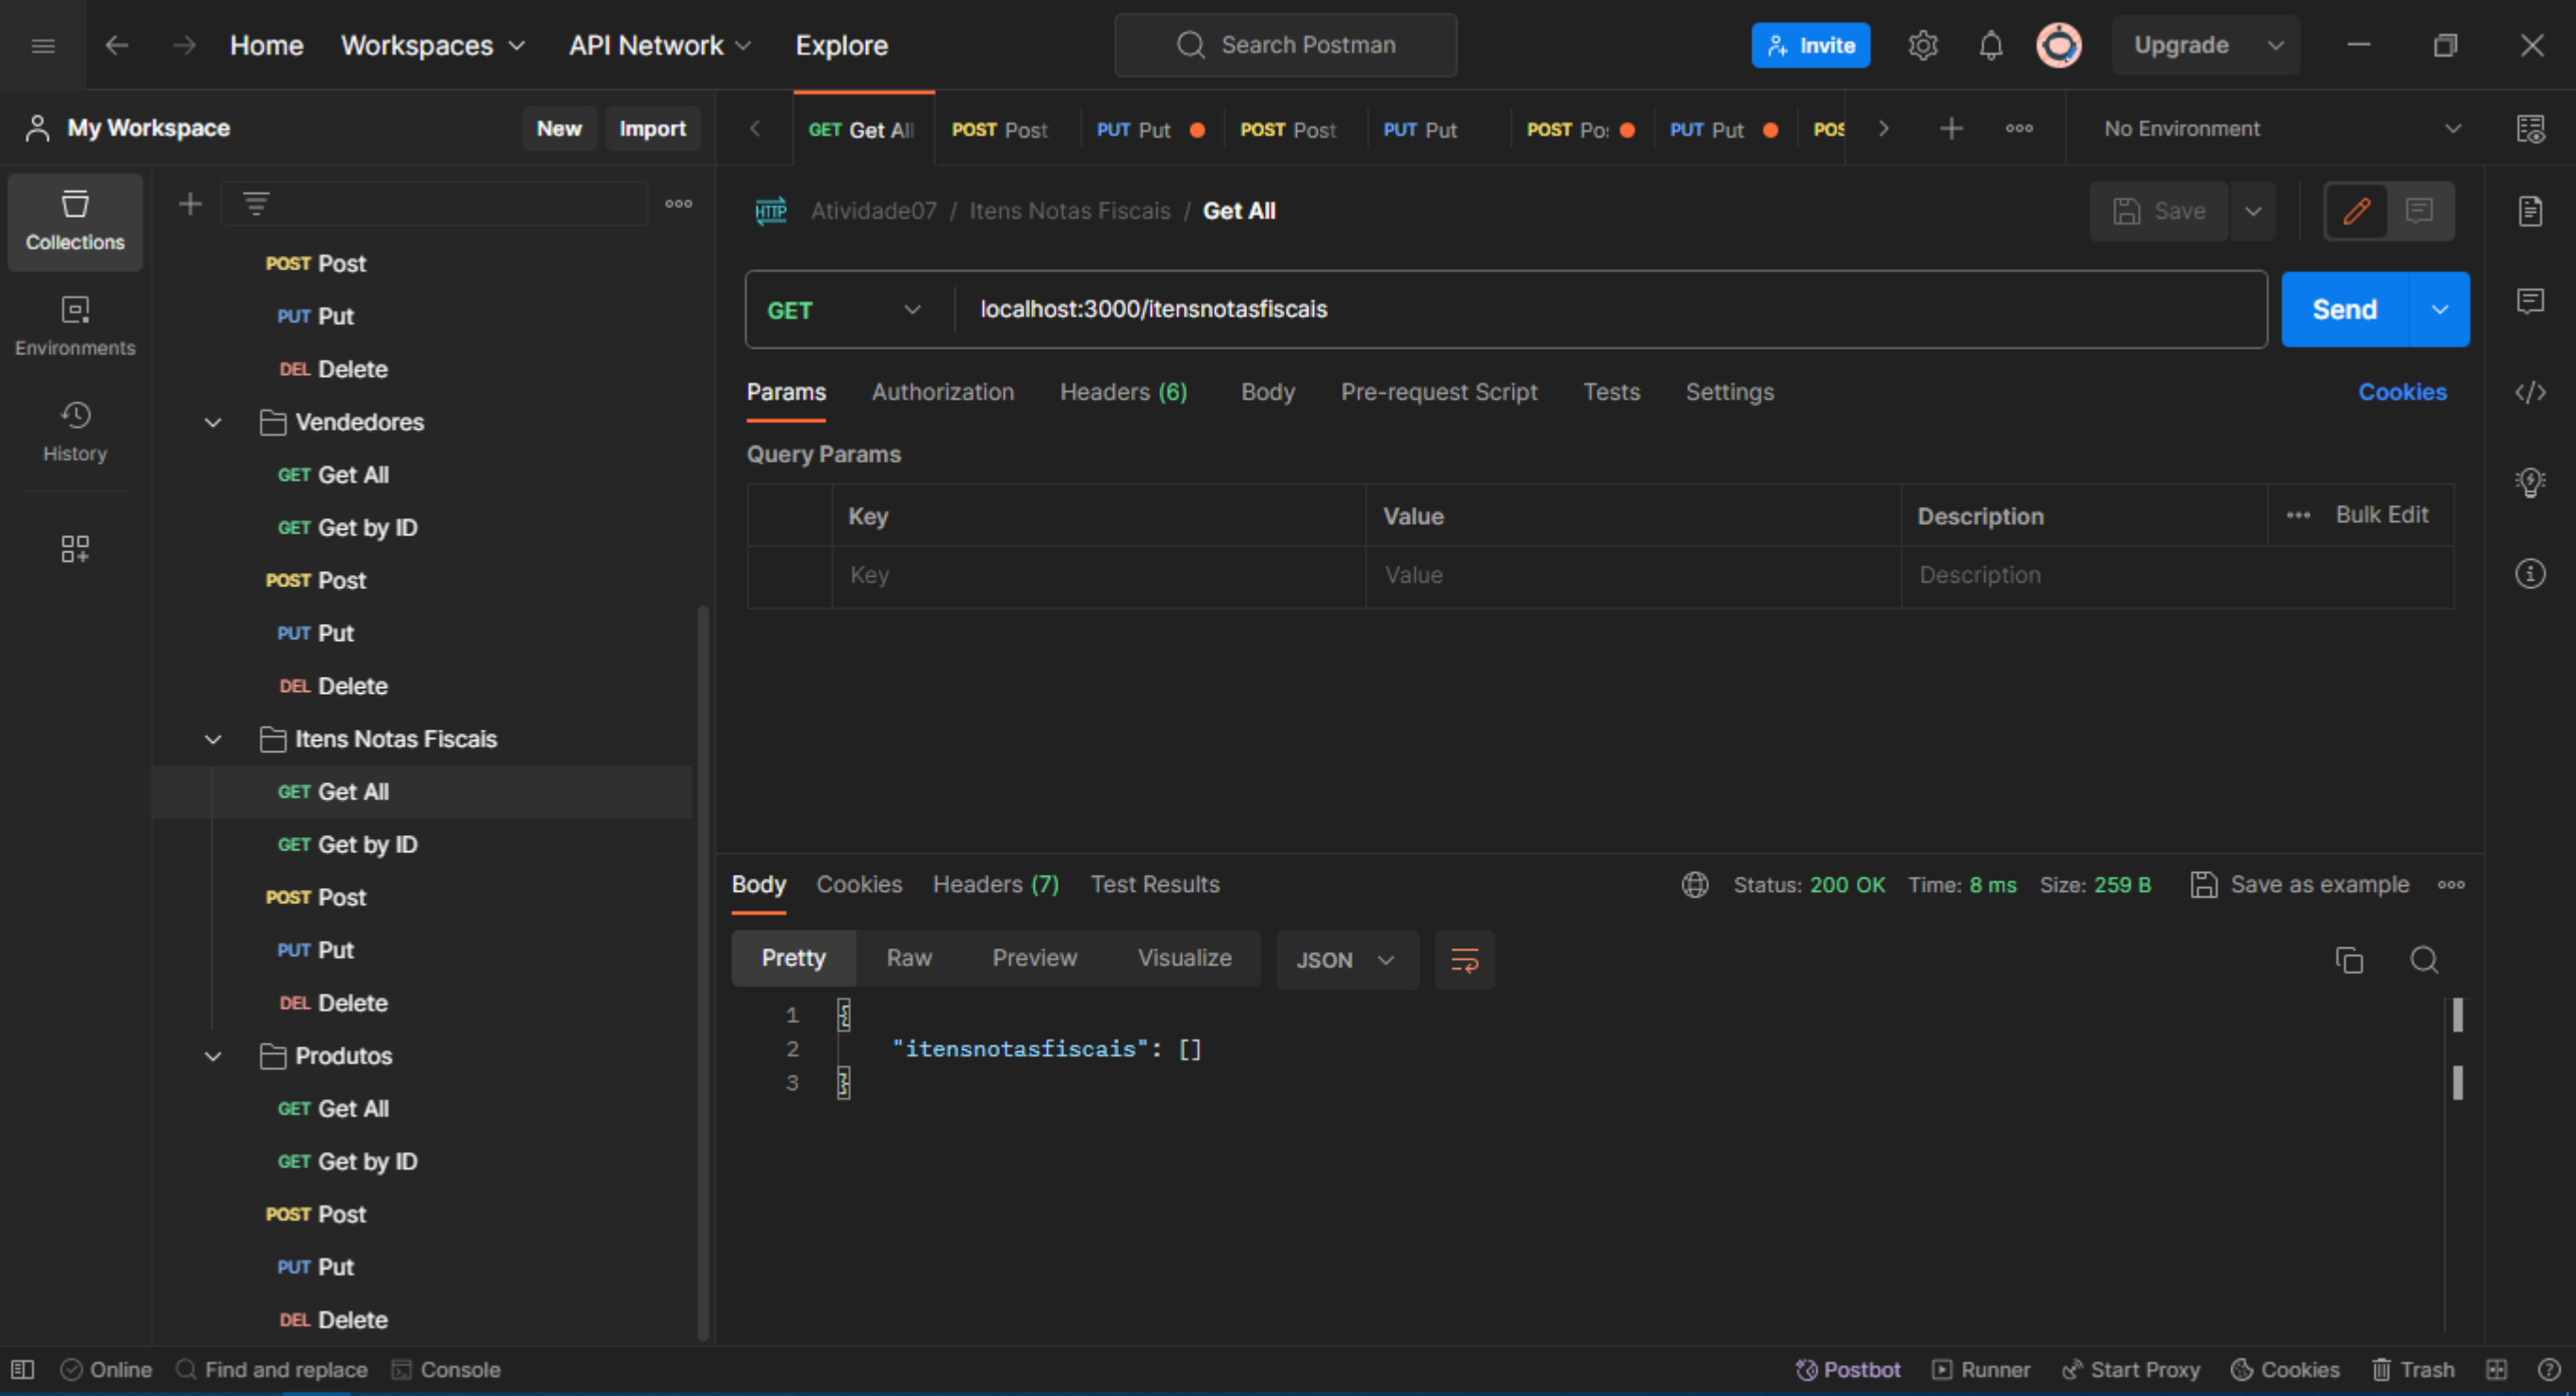 Home Workspaces API Network Explore Search Postman Invite Upgrade
My Workspace New Import
GET Get All POST Post PUT Put POST Post PUT Put POST PUT Put No Environment
Collections
Environments
History
POST Post
PUT Put
DEL Delete
Vendedores
GET Get All
GET Get by ID
POST Post
PUT Put
DEL Delete
Itens Notas Fiscais
GET Get All
GET Get by ID
POST Post
PUT Put
DEL Delete
Produtos
GET Get All
GET Get by ID
POST Post
PUT Put
DEL Delete
HTTP Atividade07 / Itens Notas Fiscais / Get All Save
GET localhost:3000/itensnotasfiscais Send
Params Authorization Headers (6) Body Pre-request Script Tests Settings Cookies
Query Params
Key Value Description Bulk Edit
Key Value Description
Body Cookies Headers (7) Test Results Status: 200 OK Time: 8 ms Size: 259 B Save as example
Pretty Raw Preview Visualize JSON
1 {
2 "itensnotasfiscais": []
3 }
Online Find and replace Console Postbot Runner Start Proxy Cookies Trash